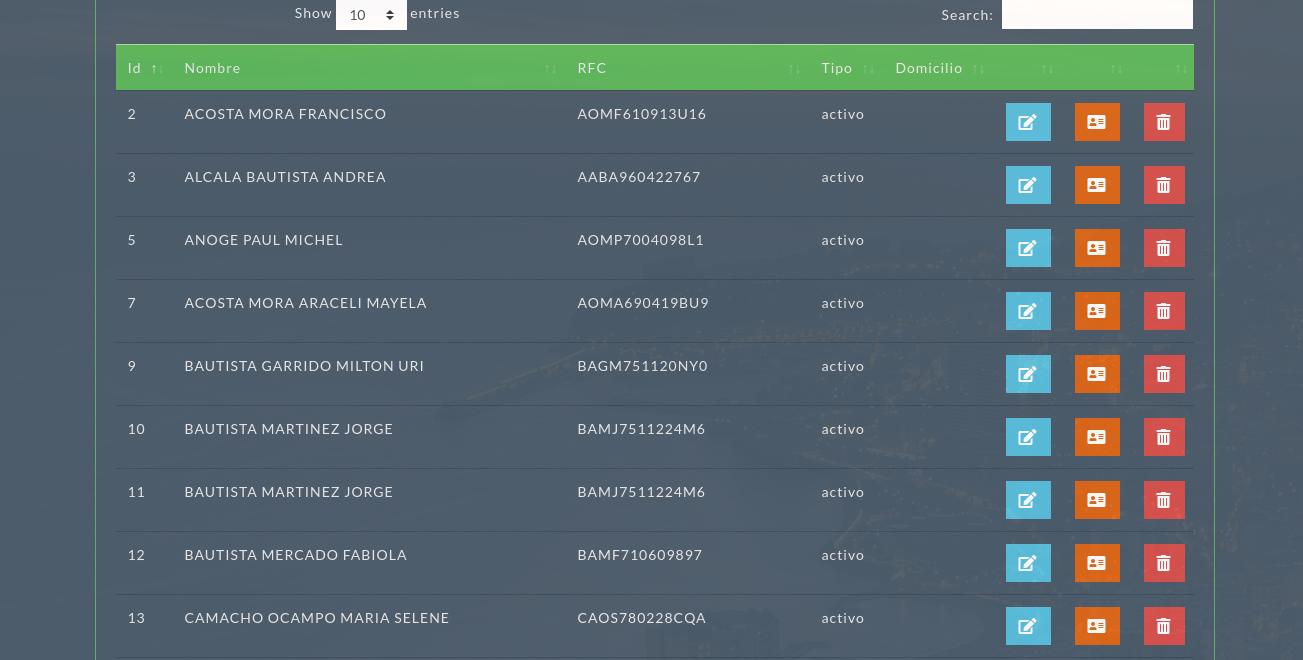 Show 10 entries Search:
Id Nombre RFC Tipo Domicilio
2 ACOSTA MORA FRANCISCO AOMF610913U16 activo
3 ALCALA BAUTISTA ANDREA AABA960422767 activo
5 ANOGE PAUL MICHEL AOMP7004098L1 activo
7 ACOSTA MORA ARACELI MAYELA AOMA690419BU9 activo
9 BAUTISTA GARRIDO MILTON URI BAGM751120NY0 activo
10 BAUTISTA MARTINEZ JORGE BAMJ7511224M6 activo
11 BAUTISTA MARTINEZ JORGE BAMJ7511224M6 activo
12 BAUTISTA MERCADO FABIOLA BAMF710609897 activo
13 CAMACHO OCAMPO MARIA SELENE CAOS780228CQA activo